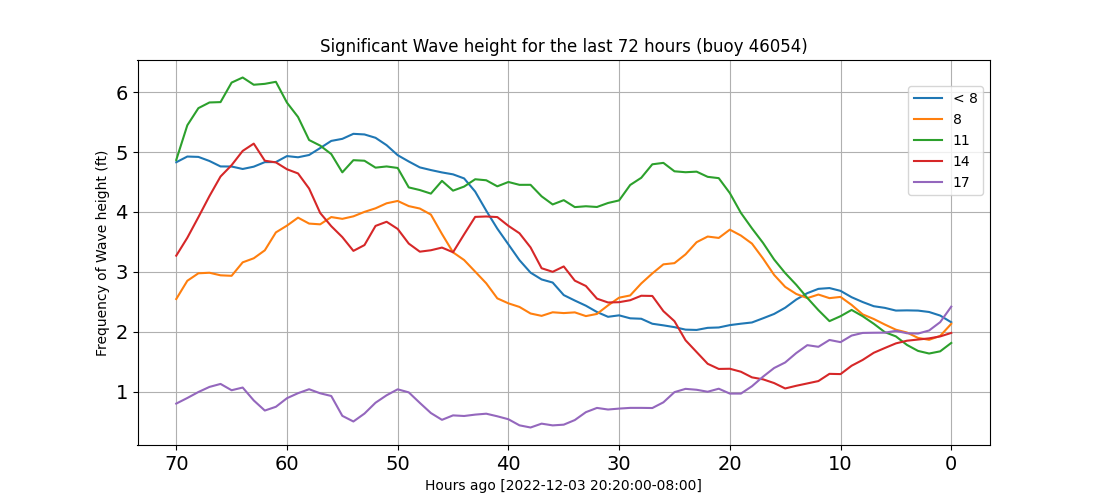 Significant Wave height for the last 72 hours (buoy 46054)
Frequency of Wave height (ft)
6
5
4
3
2
1
< 8
8
11
14
17
70 60 50 40 30 20 10 0
Hours ago [2022-12-03 20:20:00-08:00]